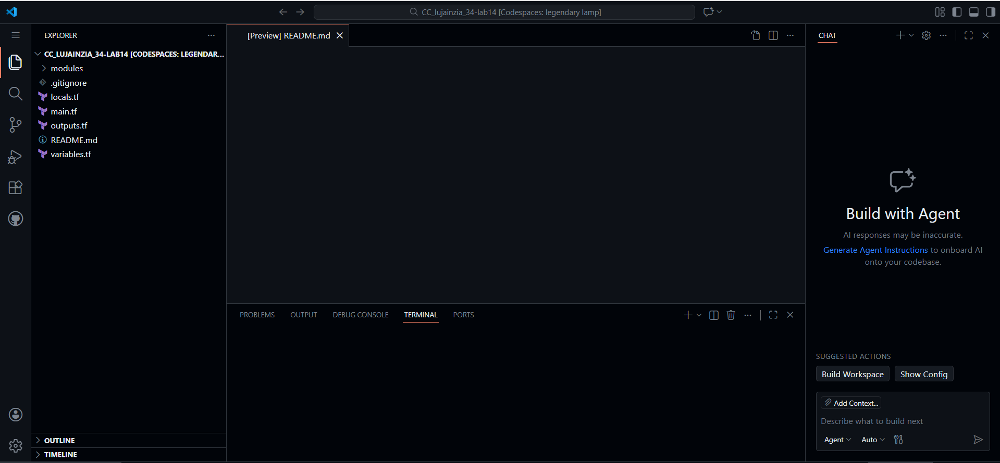 CC_lujainzia_34-lab14 [Codespaces: legendary lamp]
EXPLORER
CC_LUJAINZIA_34-LAB14 [CODESPACES: LEGENDAR...
modules
.gitignore
locals.tf
main.tf
outputs.tf
README.md
variables.tf
OUTLINE
TIMELINE
[Preview] README.md
PROBLEMS OUTPUT DEBUG CONSOLE TERMINAL PORTS
CHAT
Build with Agent
AI responses may be inaccurate.
Generate Agent Instructions to onboard AI
onto your codebase.
SUGGESTED ACTIONS
Build Workspace Show Config
Add Context...
Describe what to build next
Agent Auto